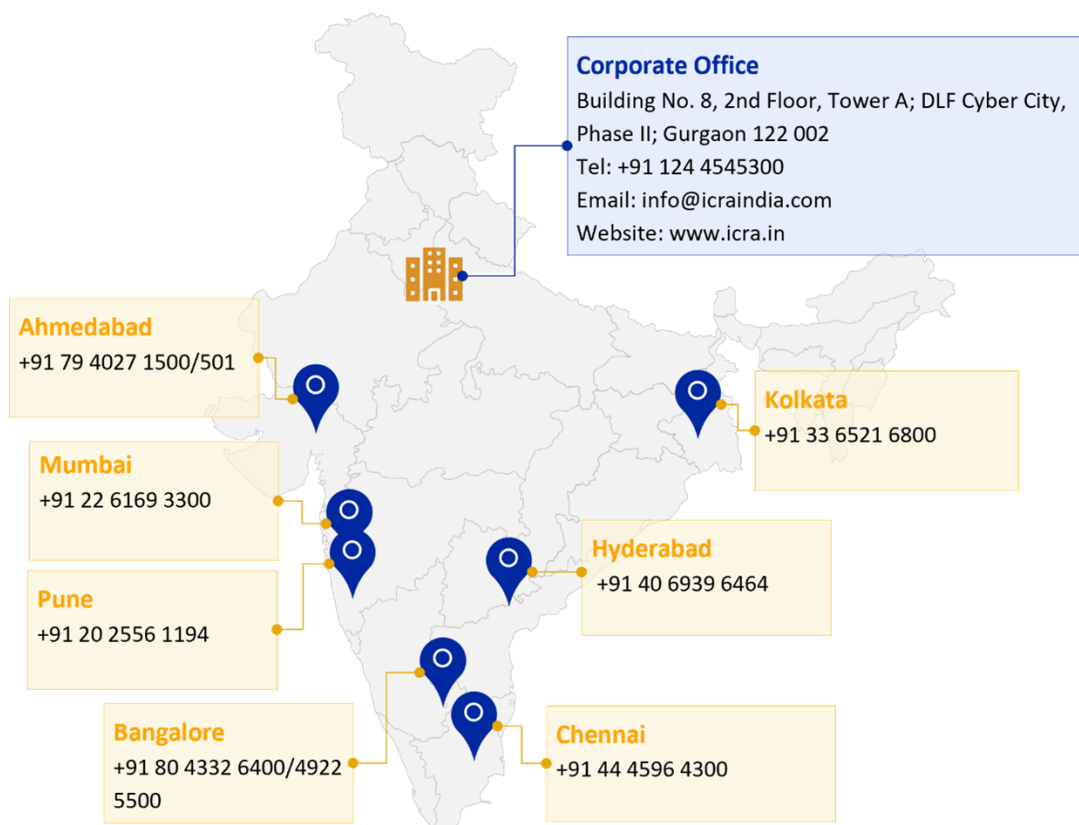 Corporate Office
Building No. 8, 2nd Floor, Tower A; DLF Cyber City,
Phase II; Gurgaon 122 002
Tel: +91 124 4545300
Email: info@icraindia.com
Website: www.icra.in
Ahmedabad
+91 79 4027 1500/501
Kolkata
+91 33 6521 6800
Mumbai
+91 22 6169 3300
Hyderabad
+91 40 6939 6464
Pune
+91 20 2556 1194
Bangalore
+91 80 4332 6400/4922
5500
Chennai
+91 44 4596 4300